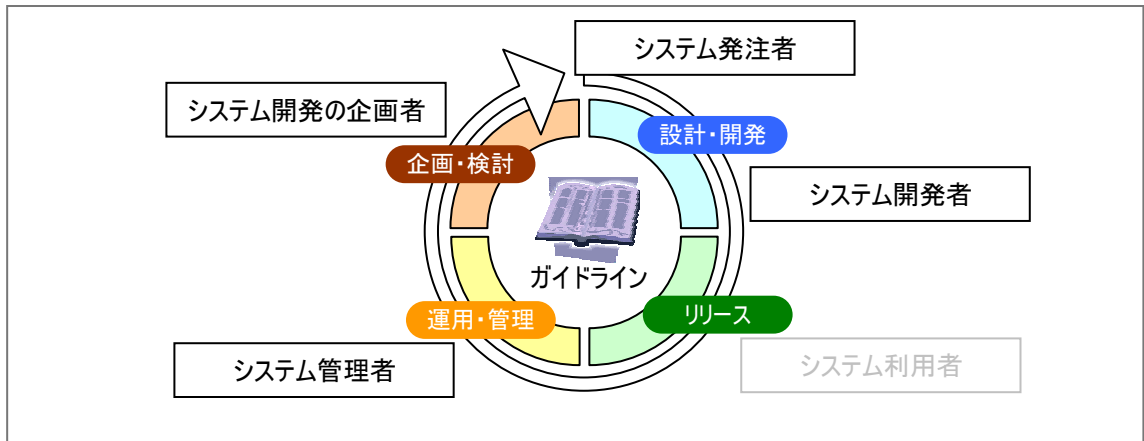 システム発注者
システム開発の企画者
設計・開発
企画・検討
システム開発者
ガイドライン
運用・管理
リリース
システム管理者
システム利用者